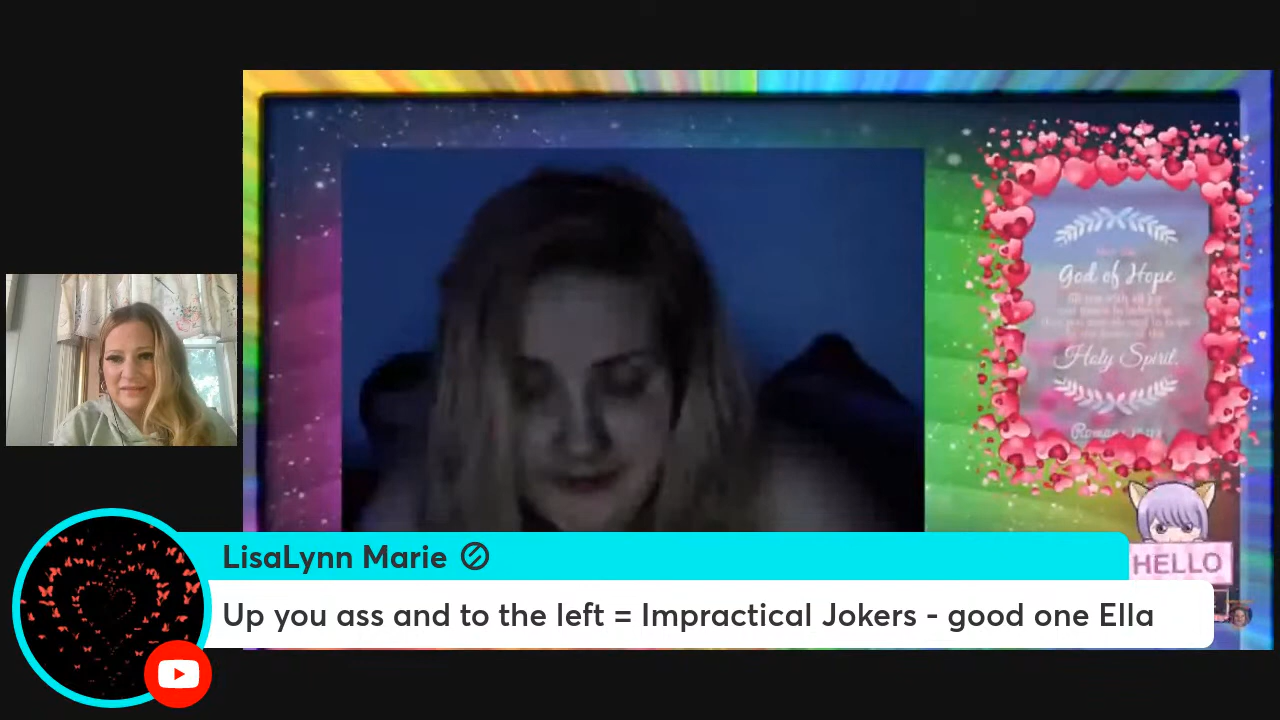 God of Hope
Holy Spirit.
HELLO
LisaLynn Marie
Up you ass and to the left = Impractical Jokers - good one Ella